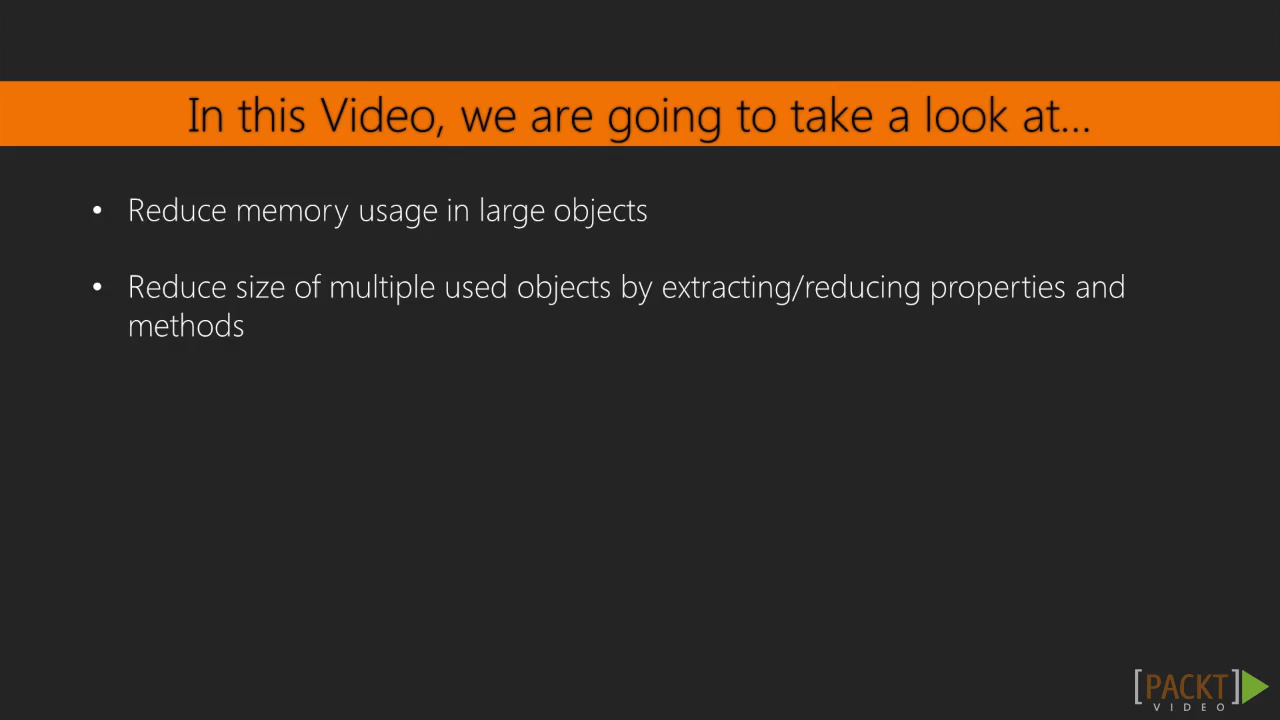 In this Video, we are going to take a look at...
• Reduce memory usage in large objects
• Reduce size of multiple used objects by extracting/reducing properties and
methods
[PACKT]
VIDEO